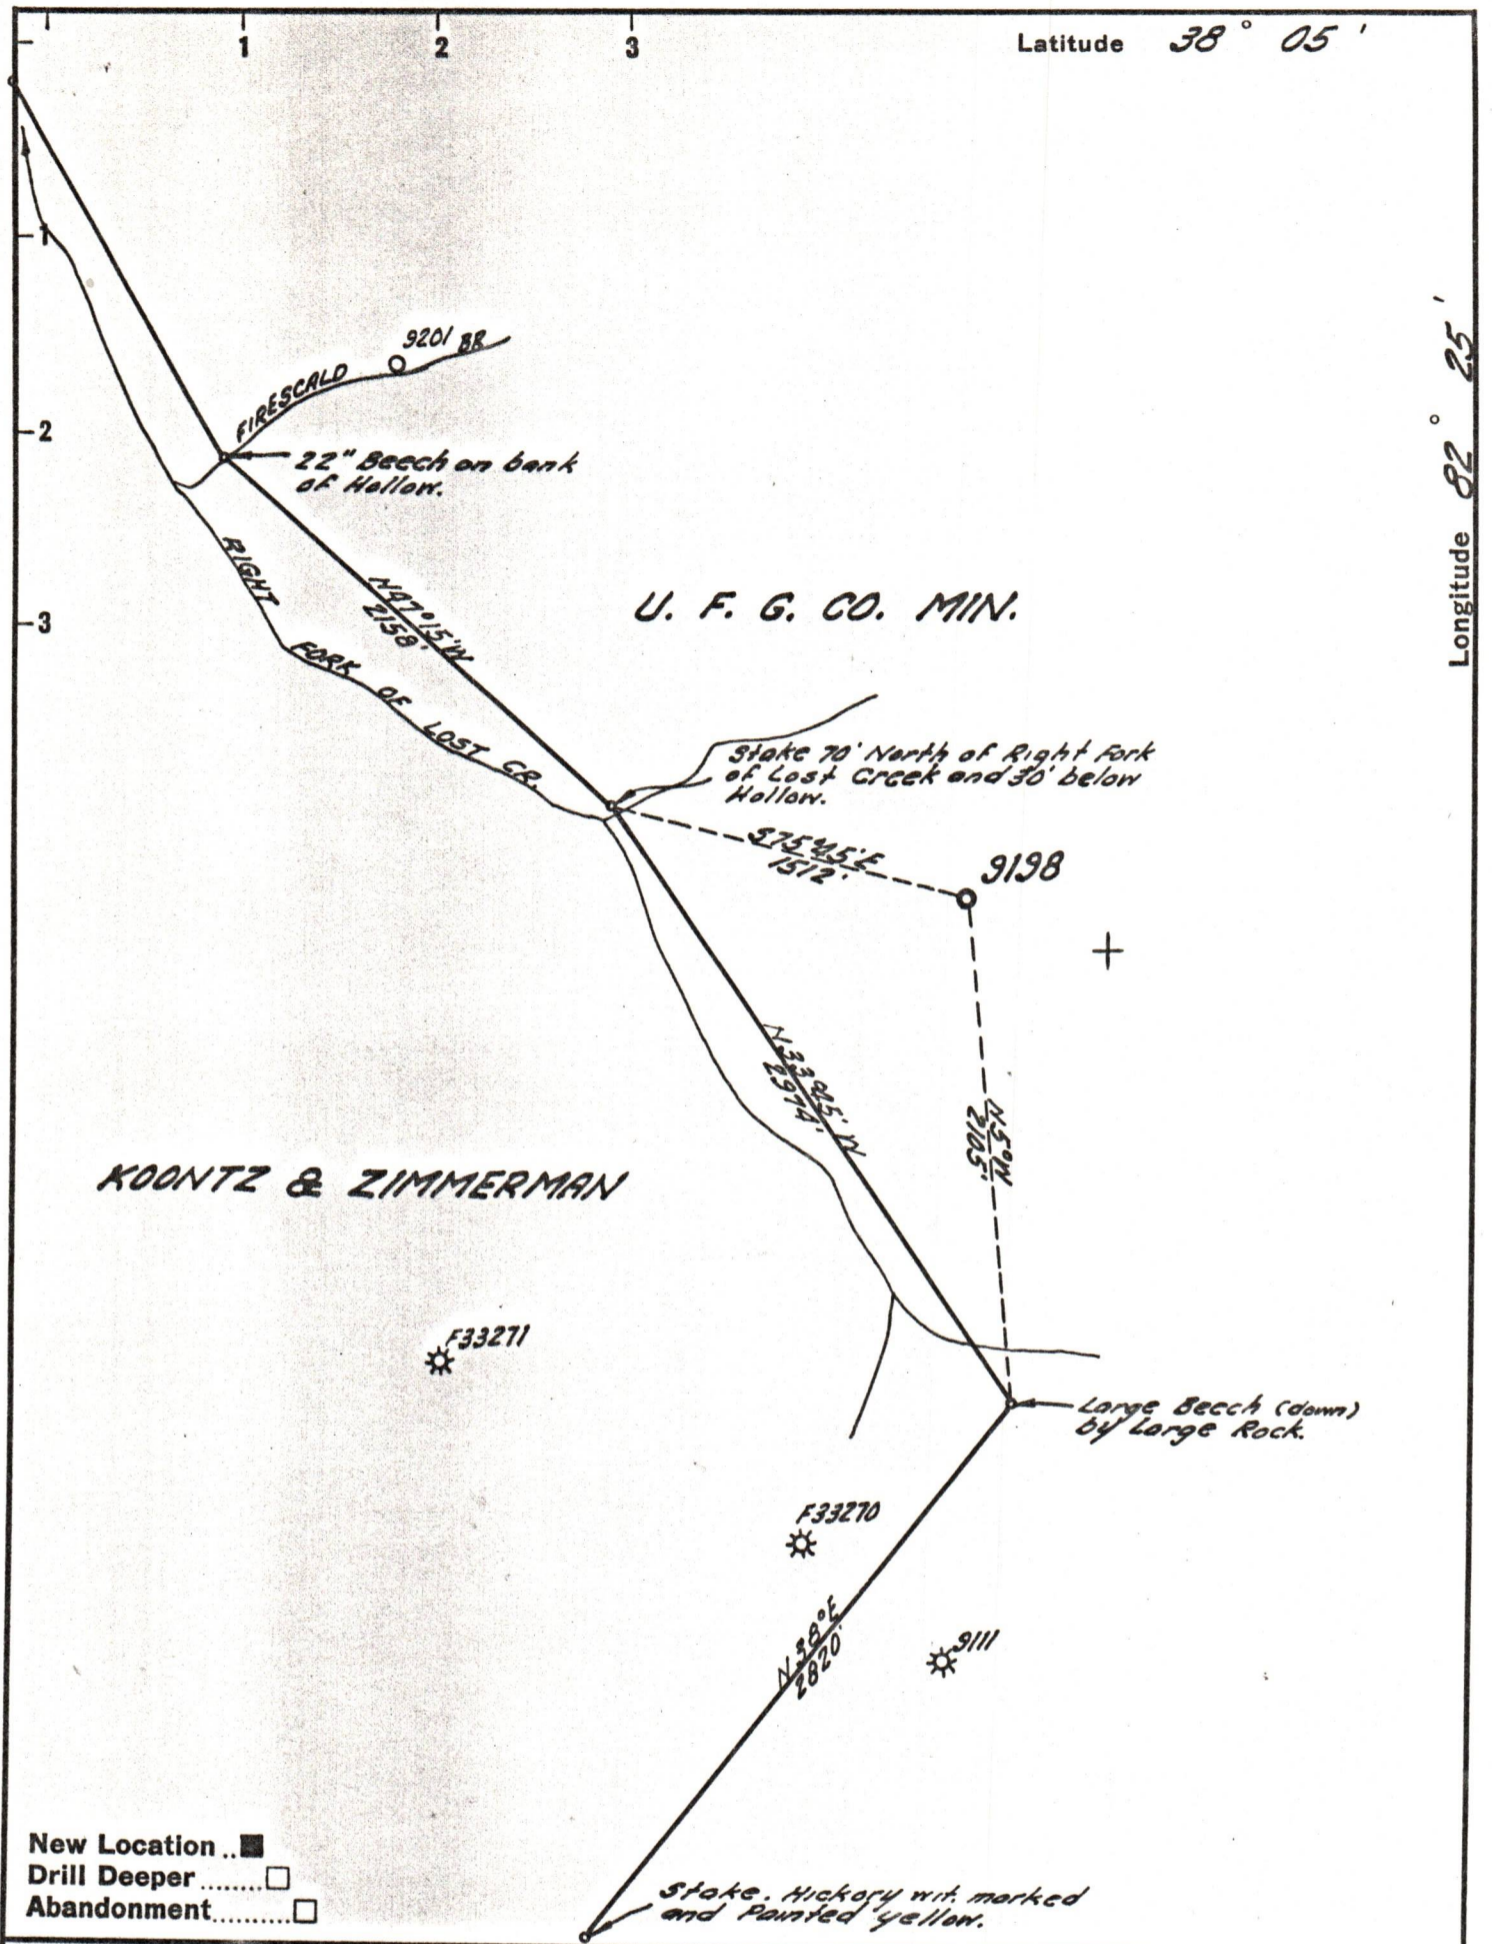 1 2 3
Latitude 38° 05'
Longitude 82° 25'
1
9201
FIRESCALD BR
2
22" Beech on bank
of Hollow.
RIGHT FORK OF LOST CR.
N47°15'W
2158'
3
U. F. G. CO. MIN.
Stake 70' North of Right Fork
of Lost Creek and 30' below
Hollow.
S75°45'E
1512'
9198
N33°45'W
2974'
N5°W
2105'
KOONTZ & ZIMMERMAN
F33271
Large Beech (down)
by Large Rock.
F33270
N38°E
2820'
9111
New Location ..
Drill Deeper ........
Abandonment..........
Stake. Hickory wit. marked
and Painted yellow.